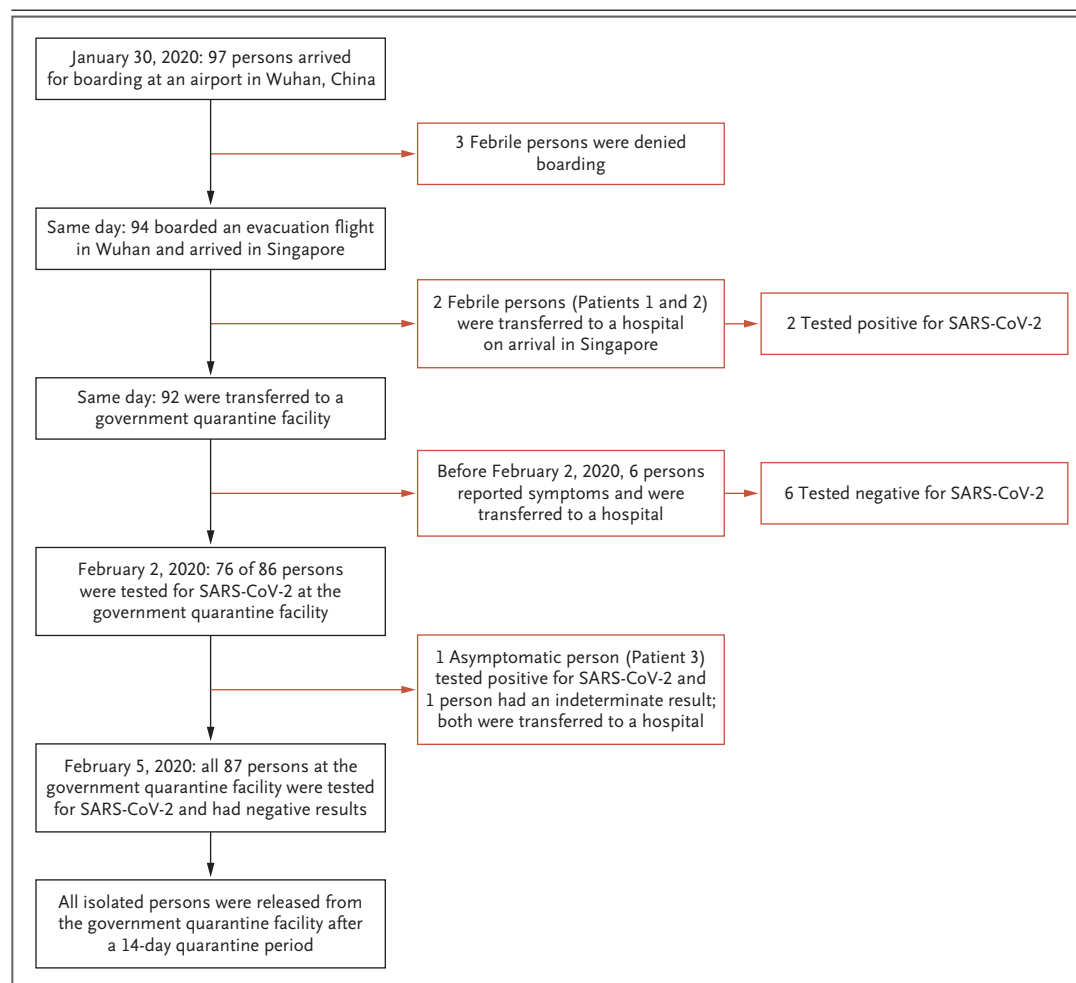 January 30, 2020: 97 persons arrived
for boarding at an airport in Wuhan, China
3 Febrile persons were denied
boarding
Same day: 94 boarded an evacuation flight
in Wuhan and arrived in Singapore
2 Febrile persons (Patients 1 and 2)
were transferred to a hospital
on arrival in Singapore
2 Tested positive for SARS-CoV-2
Same day: 92 were transferred to a
government quarantine facility
Before February 2, 2020, 6 persons
reported symptoms and were
transferred to a hospital
6 Tested negative for SARS-CoV-2
February 2, 2020: 76 of 86 persons
were tested for SARS-CoV-2 at the
government quarantine facility
1 Asymptomatic person (Patient 3)
tested positive for SARS-CoV-2 and
1 person had an indeterminate result;
both were transferred to a hospital
February 5, 2020: all 87 persons at the
government quarantine facility were tested
for SARS-CoV-2 and had negative results
All isolated persons were released from
the government quarantine facility after
a 14-day quarantine period